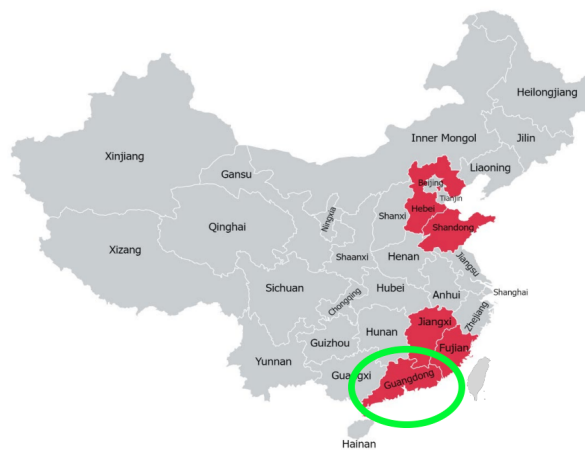 Heilongjiang
Jilin
Inner Mongol
Liaoning
Xinjiang
Gansu
Beijing
Tianjin
Hebei
Ningxia
Shanxi
Shandong
Qinghai
Xizang
Shaanxi
Henan
Jiangsu
Sichuan
Chongqing
Hubei
Anhui
Shanghai
Zhejiang
Jiangxi
Hunan
Guizhou
Fujian
Yunnan
Guangxi
Guangdong
Hainan